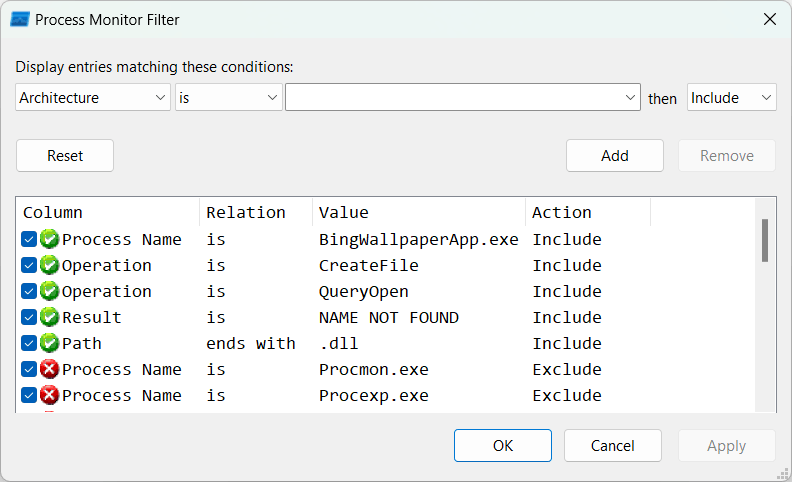 Process Monitor Filter
Display entries matching these conditions:
Architecture is then Include
Reset Add Remove
Column Relation Value Action
Process Name is BingWallpaperApp.exe Include
Operation is CreateFile Include
Operation is QueryOpen Include
Result is NAME NOT FOUND Include
Path ends with .dll Include
Process Name is Procmon.exe Exclude
Process Name is Procexp.exe Exclude
OK Cancel Apply